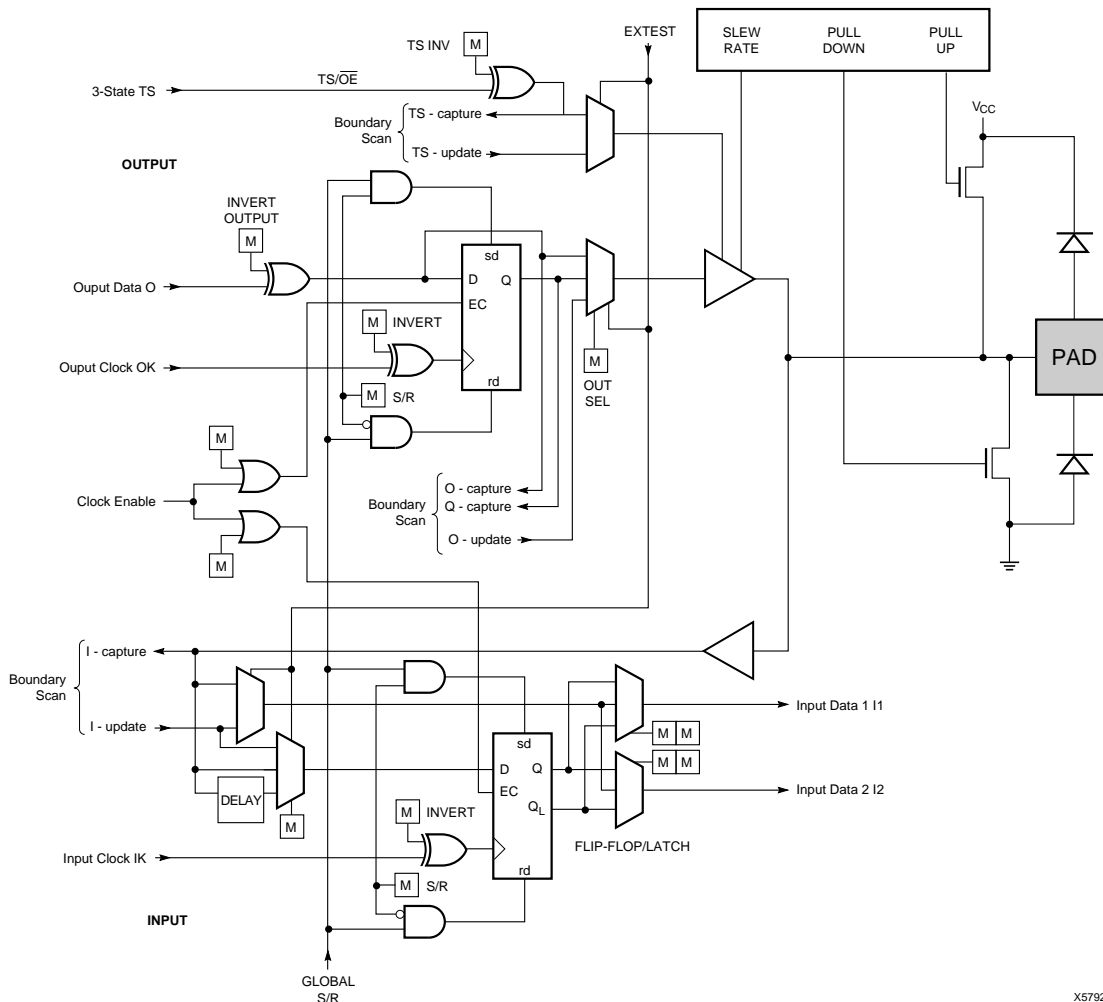 EXTEST
SLEW
RATE
PULL
DOWN
PULL
UP
TS INV
M
TS/OE
3-State TS
VCC
Boundary
Scan
TS - capture
TS - update
OUTPUT
INVERT
OUTPUT
M
sd
D
Q
EC
rd
Ouput Data O
M
INVERT
PAD
Ouput Clock OK
M
OUT
SEL
M
S/R
M
Clock Enable
M
Boundary
Scan
O - capture
Q - capture
O - update
Boundary
Scan
I - capture
I - update
Input Data 1 I1
M M
M M
Input Data 2 I2
sd
D
Q
EC
QL
rd
DELAY
M
M
INVERT
FLIP-FLOP/LATCH
Input Clock IK
M
S/R
INPUT
GLOBAL
S/R
X5792